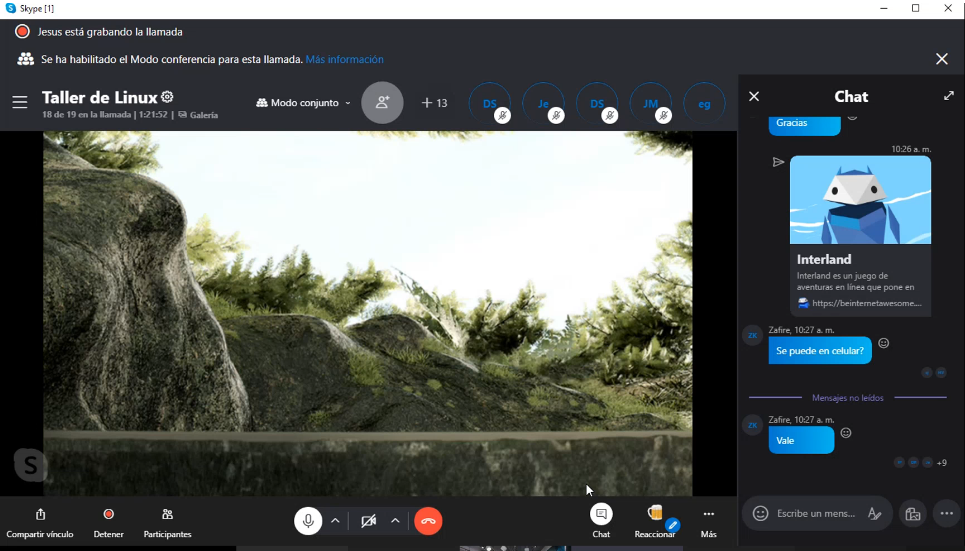 Skype [1]
Jesus está grabando la llamada
Se ha habilitado el Modo conferencia para esta llamada. Más información
Taller de Linux
18 de 19 en la llamada | 1:21:52 | Galería
Modo conjunto
+ 13
DS
Je
DS
JM
eg
Chat
Gracias
10:26 a. m.
Interland
Interland es un juego de
aventuras en línea que pone en
https://beinternetawesome....
ZK
Zafire, 10:27 a. m.
Se puede en celular?
Mensajes no leídos
ZK
Zafire, 10:27 a. m.
Vale
+9
S
Compartir vínculo
Detener
Participantes
Chat
Reaccionar
Más
Escribe un mens...